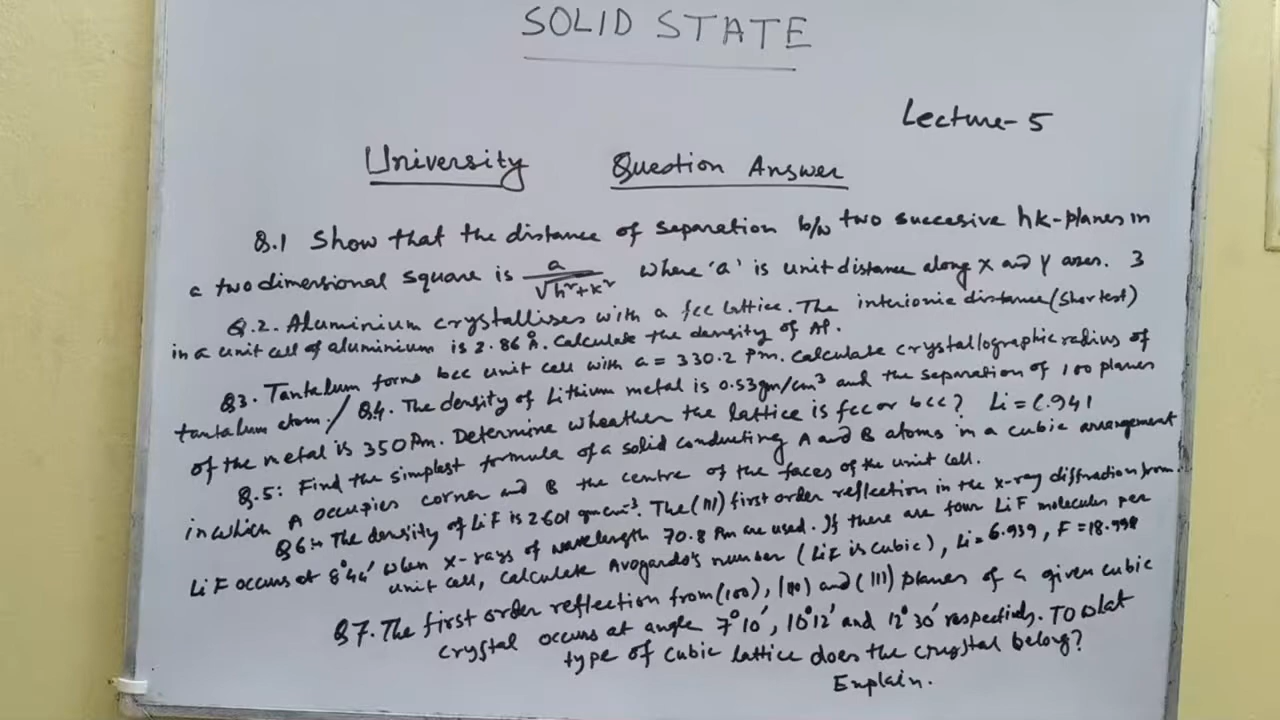 SOLID STATE
Lecture-5
University Question Answer
Q.1 Show that the distance of separation b/w two succesive hk-planes in
a two dimensional square is a/√h²+k² where 'a' is unit distance along X and Y axes. 3
Q.2. Aluminium crystallises with a fcc lattice. The interionic distance (shortest)
in a unit cell of aluminium is 2.86 Å. Calculate the density of Al.
Q3. Tantalum forms bcc unit cell with a = 330.2 Pm. Calculate crystallographic radius of
tantalum atom / Q4. The density of Lithium metal is 0.53gm/cm³ and the separation of 100 planes
of the metal is 350 Pm. Determine wheather the lattice is fcc or bcc? Li = 6.941
Q.5: Find the simplest formula of a solid conducting A and B atoms in a cubic arrangement
in which A occupies corner and B the centre of the faces of the unit cell.
Q6:- The density of LiF is 2.601 gm cm⁻³. The (111) first order reflection in the x-ray diffraction from
LiF occurs at 8°44' when x-rays of wavelength 70.8 Pm are used. If there are four LiF molecules per
unit cell, calculate Avogardo's number (LiF is cubic), Li=6.939, F=18.998
Q7. The first order reflection from (100), (110) and (111) planes of a given cubic
crystal occurs at angle 7°10', 10°12' and 12°30' respectively. To what
type of cubic lattice does the crystal belong?
Explain.